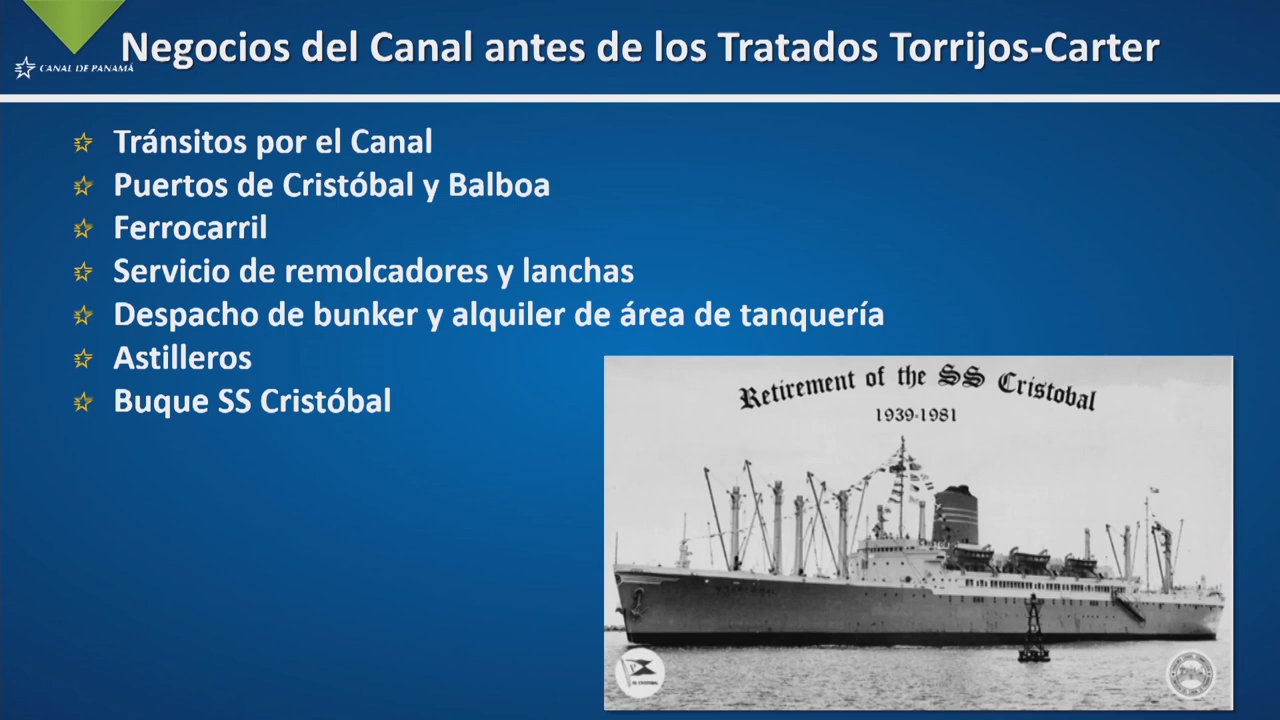 Negocios del Canal antes de los Tratados Torrijos-Carter
CANAL DE PANAMÁ
Tránsitos por el Canal
Puertos de Cristóbal y Balboa
Ferrocarril
Servicio de remolcadores y lanchas
Despacho de bunker y alquiler de área de tanquería
Astilleros
Buque SS Cristóbal
Retirement of the SS Cristobal
1939-1981
P
SS CRISTOBAL